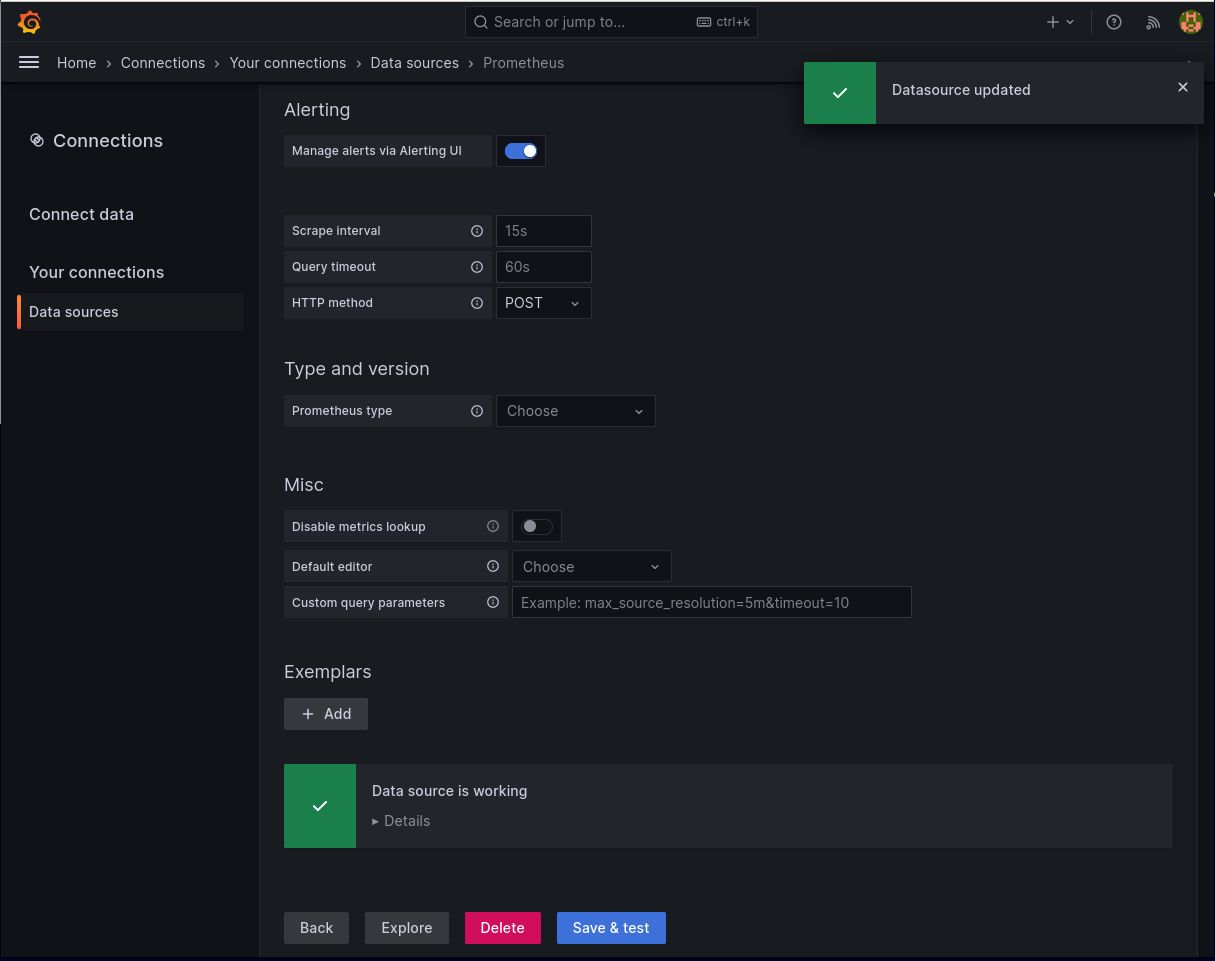 Search or jump to... ctrl+k
Home › Connections › Your connections › Data sources › Prometheus
Datasource updated
Connections
Connect data
Your connections
Data sources
Alerting
Manage alerts via Alerting UI
Scrape interval 15s
Query timeout 60s
HTTP method POST
Type and version
Prometheus type Choose
Misc
Disable metrics lookup
Default editor Choose
Custom query parameters Example: max_source_resolution=5m&timeout=10
Exemplars
+ Add
Data source is working
▸ Details
Back Explore Delete Save & test